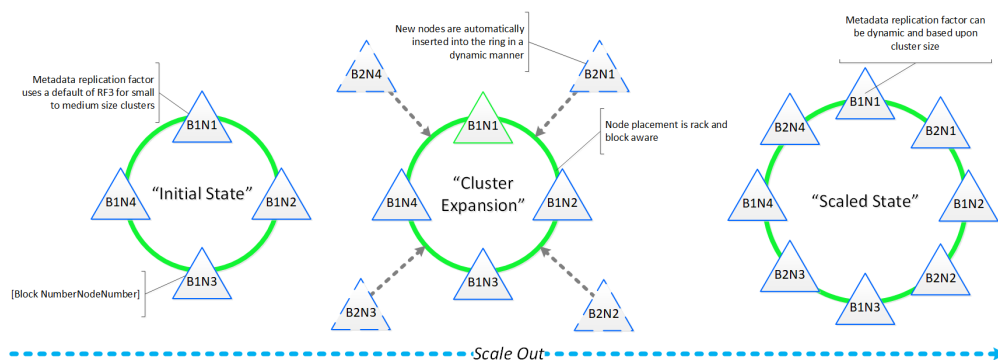 Metadata replication factor
uses a default of RF3 for small
to medium size clusters
B1N1
B1N4
"Initial State"
B1N2
B1N3
[Block NumberNodeNumber]
New nodes are automatically
inserted into the ring in a
dynamic manner
B2N4
B2N1
B1N1
Node placement is rack and
block aware
B1N4
"Cluster
Expansion"
B1N2
B1N3
B2N3
B2N2
Metadata replication factor can
be dynamic and based upon
cluster size
B1N1
B2N4
B2N1
B1N4
"Scaled State"
B1N2
B2N3
B2N2
B1N3
Scale Out